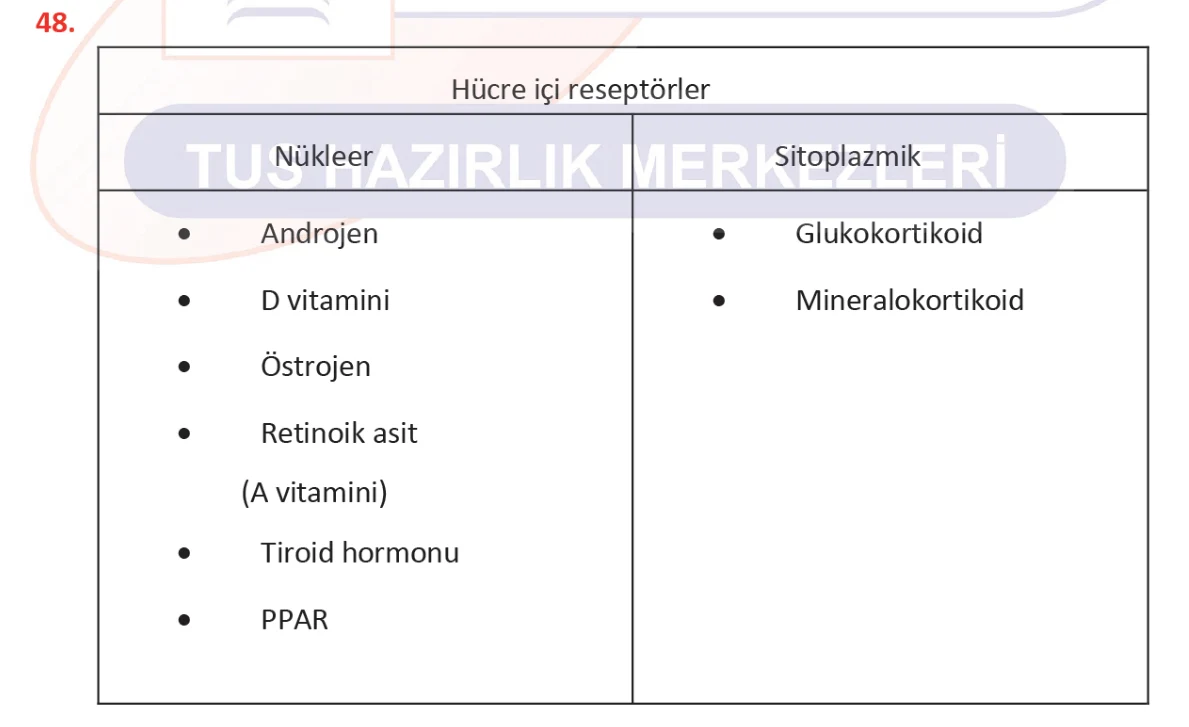 48.
Hücre içi reseptörler
Nükleer
Sitoplazmik
TUS HAZIRLIK MERKEZLERİ
• Androjen
• D vitamini
• Östrojen
• Retinoik asit
(A vitamini)
• Tiroid hormonu
• PPAR
• Glukokortikoid
• Mineralokortikoid